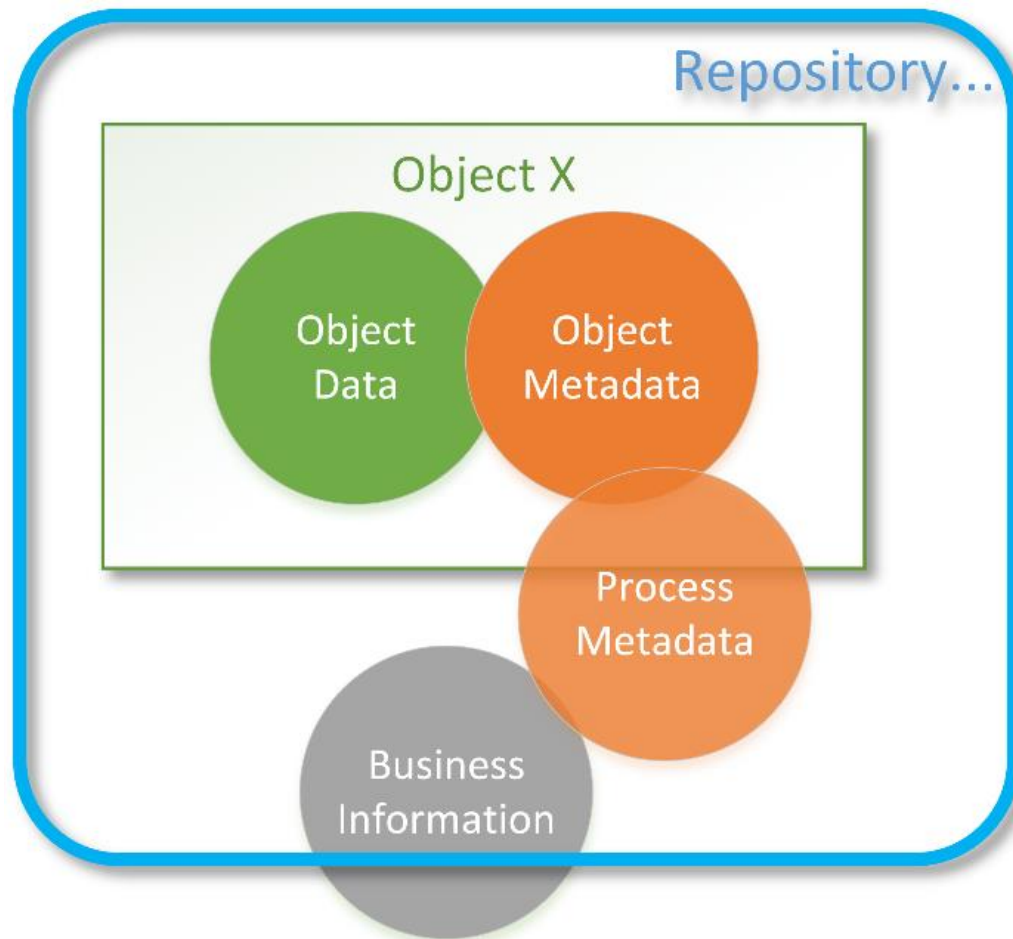 Repository...
Object X
Object
Data
Object
Metadata
Process
Metadata
Business
Information